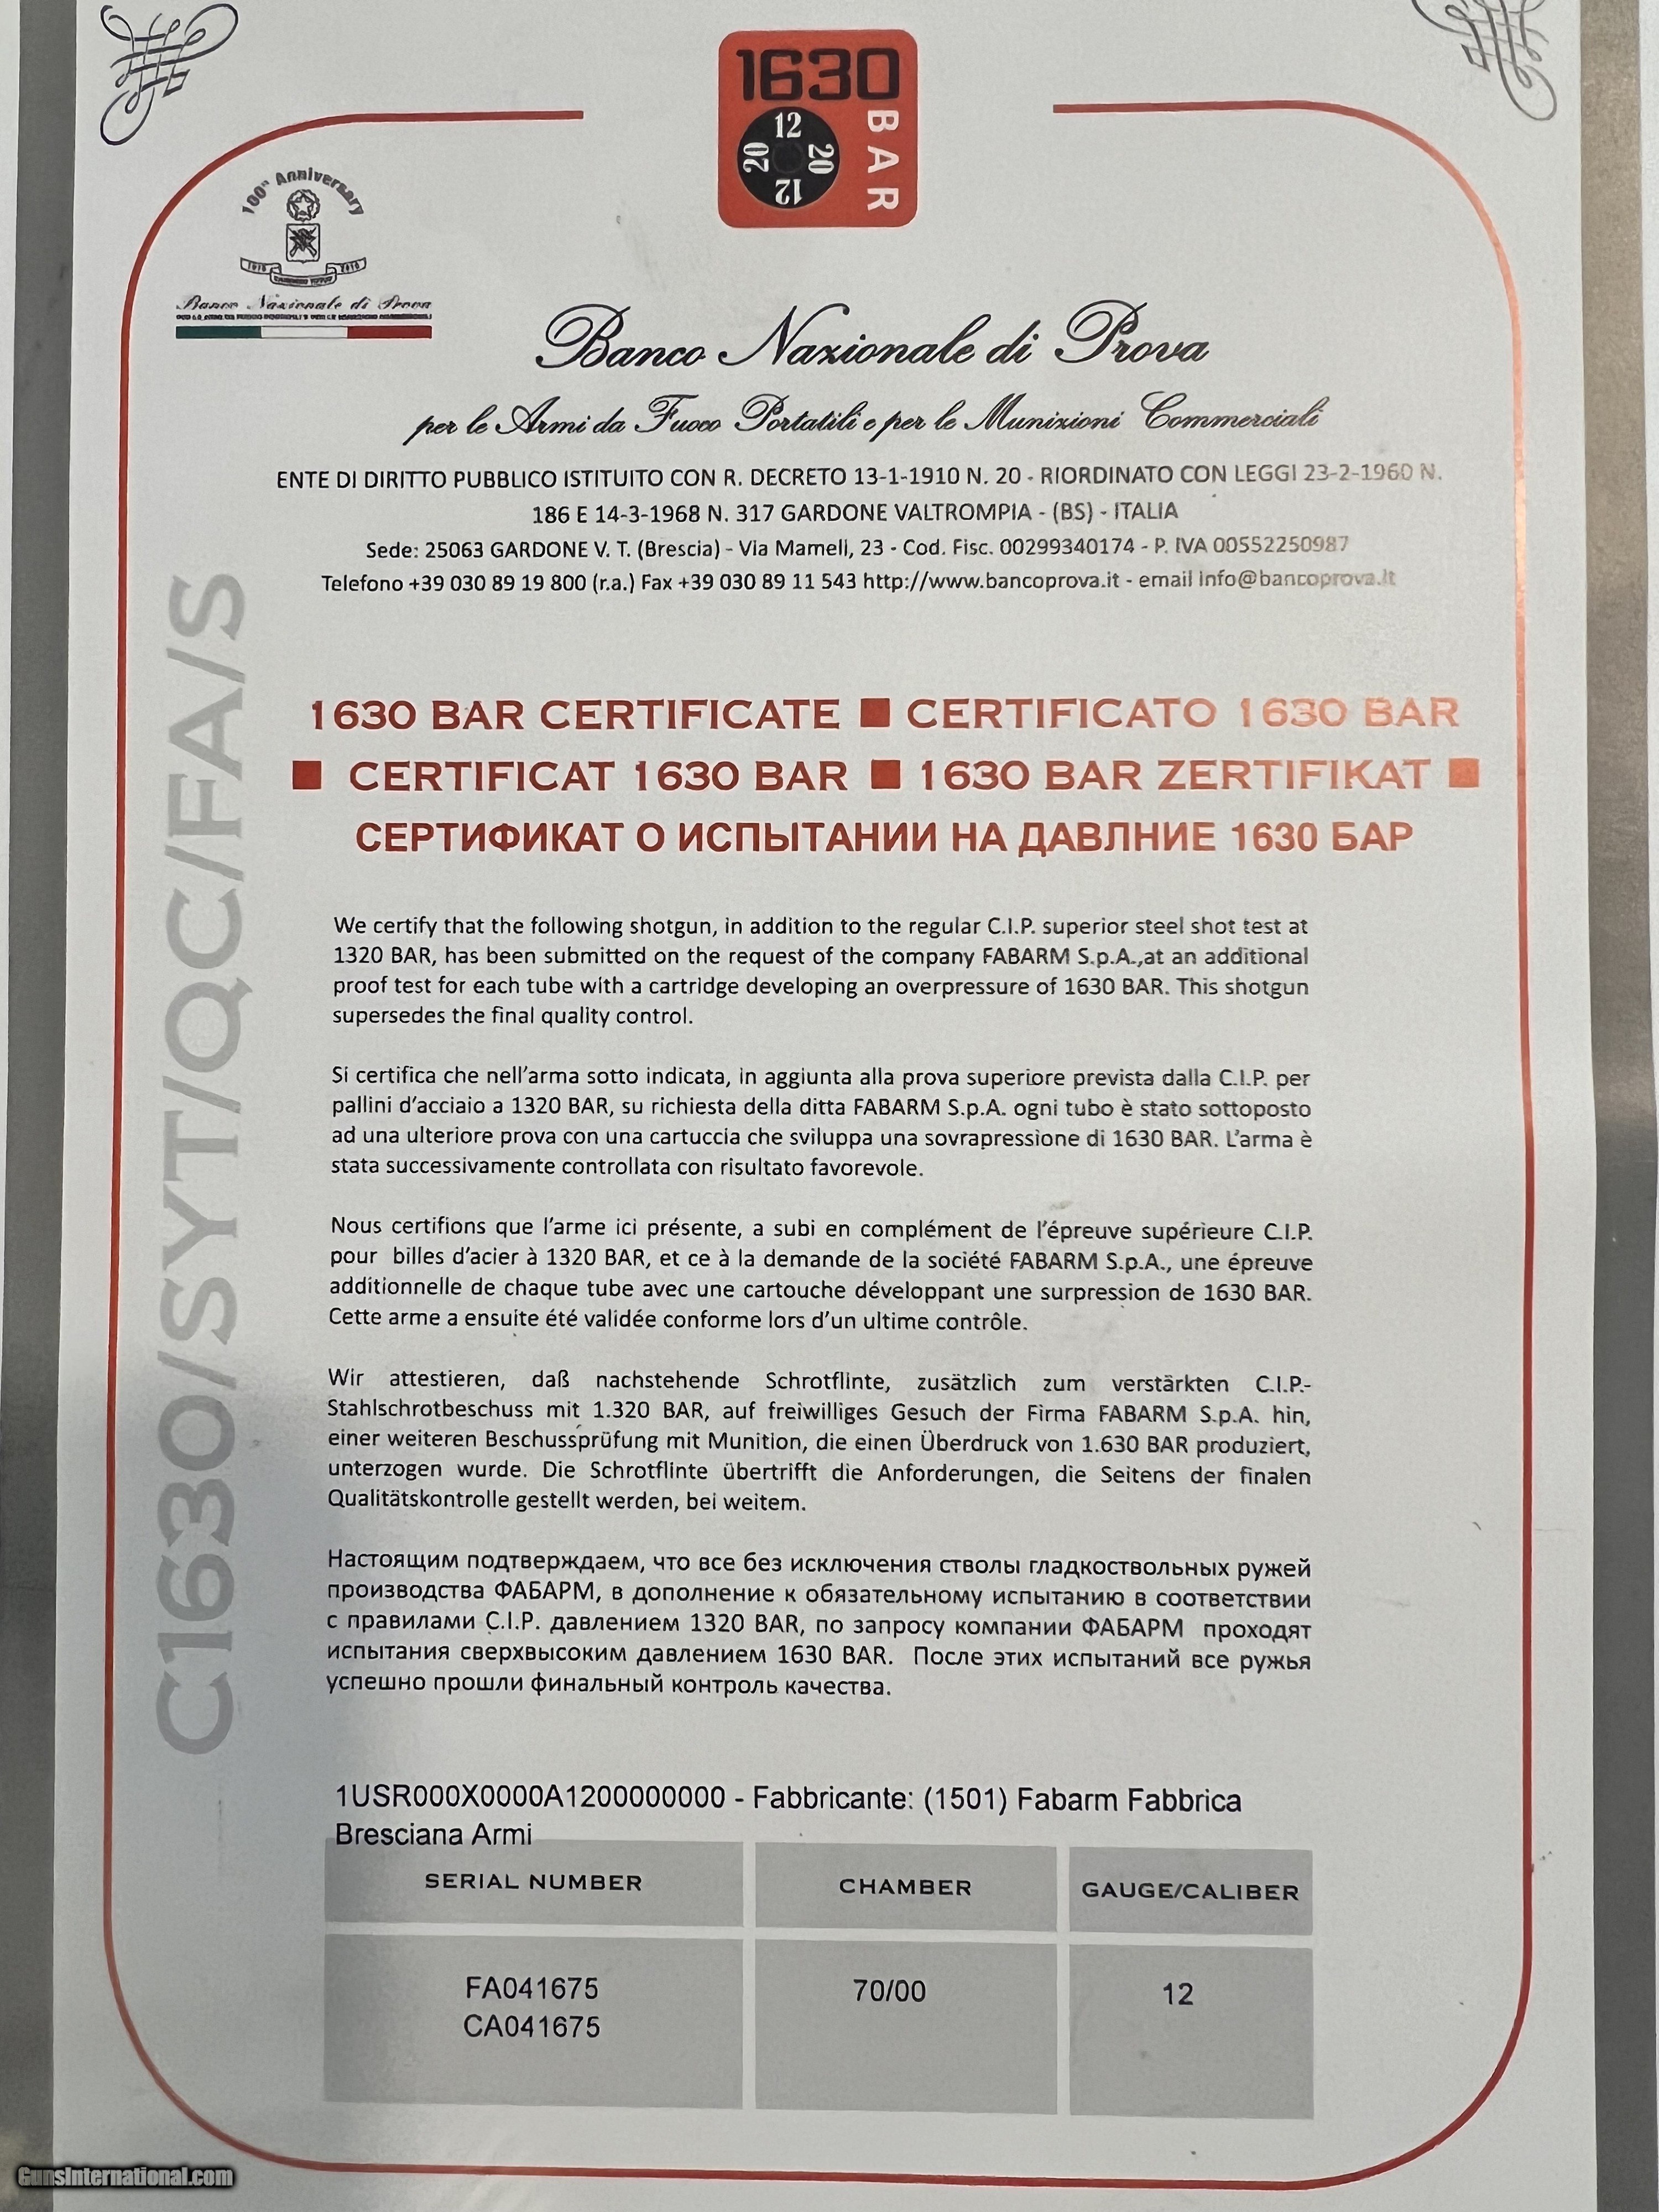 1630
BAR
12
20
20
12
100th Anniversary
1910 2010
Banco Nazionale di Prova
Banco Nazionale di Prova
per le Armi da Fuoco Portatili e per le Munizioni Commerciali
ENTE DI DIRITTO PUBBLICO ISTITUITO CON R. DECRETO 13-1-1910 N. 20 - RIORDINATO CON LEGGI 23-2-1960 N.
186 E 14-3-1968 N. 317 GARDONE VALTROMPIA - (BS) - ITALIA
Sede: 25063 GARDONE V. T. (Brescia) - Via Mameli, 23 - Cod. Fisc. 00299340174 - P. IVA 00552250987
Telefono +39 030 89 19 800 (r.a.) Fax +39 030 89 11 543 http://www.bancoprova.it - email info@bancoprova.it
C1630/SYT/QC/FA/S
1630 BAR CERTIFICATE ■ CERTIFICATO 1630 BAR
■ CERTIFICAT 1630 BAR ■ 1630 BAR ZERTIFIKAT ■
СЕРТИФИКАТ О ИСПЫТАНИИ НА ДАВЛНИЕ 1630 БАР
We certify that the following shotgun, in addition to the regular C.I.P. superior steel shot test at
1320 BAR, has been submitted on the request of the company FABARM S.p.A.,at an additional
proof test for each tube with a cartridge developing an overpressure of 1630 BAR. This shotgun
supersedes the final quality control.
Si certifica che nell'arma sotto indicata, in aggiunta alla prova superiore prevista dalla C.I.P. per
pallini d'acciaio a 1320 BAR, su richiesta della ditta FABARM S.p.A. ogni tubo è stato sottoposto
ad una ulteriore prova con una cartuccia che sviluppa una sovrapressione di 1630 BAR. L'arma è
stata successivamente controllata con risultato favorevole.
Nous certifions que l'arme ici présente, a subi en complément de l'épreuve supérieure C.I.P.
pour billes d'acier à 1320 BAR, et ce à la demande de la société FABARM S.p.A., une épreuve
additionnelle de chaque tube avec une cartouche développant une surpression de 1630 BAR.
Cette arme a ensuite été validée conforme lors d'un ultime contrôle.
Wir attestieren, daß nachstehende Schrotflinte, zusätzlich zum verstärkten C.I.P.-
Stahlschrotbeschuss mit 1.320 BAR, auf freiwilliges Gesuch der Firma FABARM S.p.A. hin,
einer weiteren Beschussprüfung mit Munition, die einen Überdruck von 1.630 BAR produziert,
unterzogen wurde. Die Schrotflinte übertrifft die Anforderungen, die Seitens der finalen
Qualitätskontrolle gestellt werden, bei weitem.
Настоящим подтверждаем, что все без исключения стволы гладкоствольных ружей
производства ФАБАРМ, в дополнение к обязательному испытанию в соответствии
с правилами C.I.P. давлением 1320 BAR, по запросу компании ФАБАРМ проходят
испытания сверхвысоким давлением 1630 BAR. После этих испытаний все ружья
успешно прошли финальный контроль качества.
1USR000X0000A1200000000 - Fabbricante: (1501) Fabarm Fabbrica
Bresciana Armi
SERIAL NUMBER CHAMBER GAUGE/CALIBER
FA041675 70/00 12
CA041675
GunsInternational.com